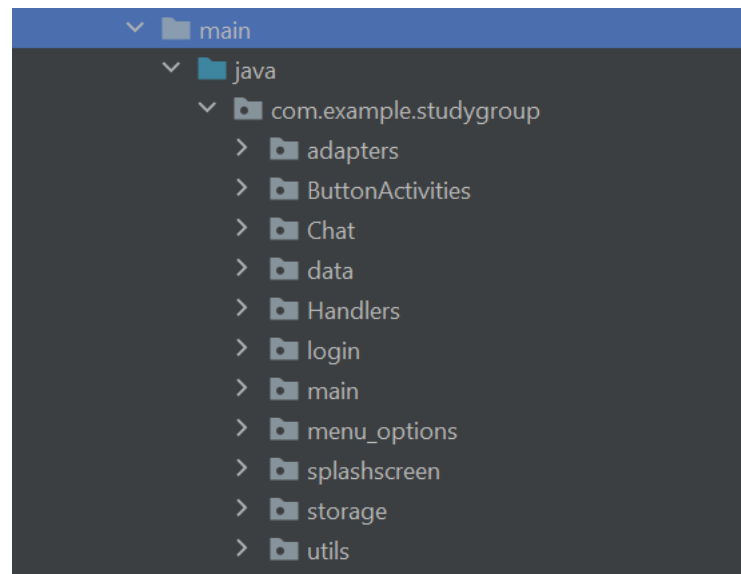 main
java
com.example.studygroup
adapters
ButtonActivities
Chat
data
Handlers
login
main
menu_options
splashscreen
storage
utils